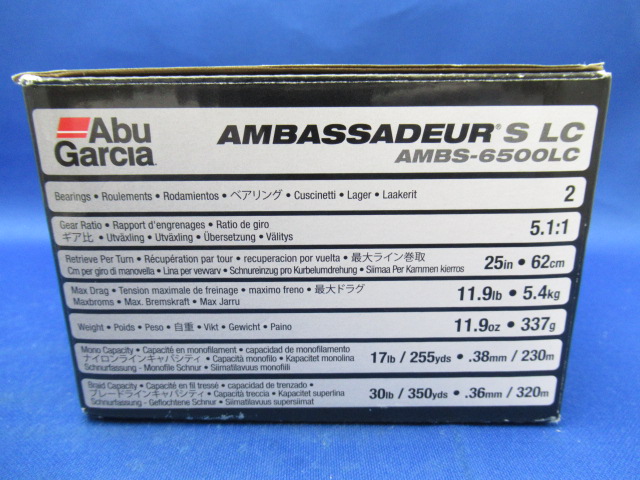 Abu Garcia
AMBASSADEUR® S LC
AMBS-6500LC
Bearings • Roulements • Rodamientos • ベアリング • Cuscinetti • Lager • Laakerit
2
Gear Ratio • Rapport d'engrenages • Ratio de giro
ギア比 • Utväxling • Utväxling • Übersetzung • Välitys
5.1:1
Retrieve Per Turn • Récupération par tour • recuperacion por vuelta • 最大ライン巻取
Cm per giro di manovella • Lina per vevvarv • Schnureinzug pro Kurbelumdrehung • Siimaa Per Kammen kierros
25in • 62cm
Max Drag • Tension maximale de freinage • maximo freno • 最大ドラグ
Maxbroms • Max. Bremskraft • Max Jarru
11.9lb • 5.4kg
Weight • Poids • Peso • 自重 • Vikt • Gewicht • Paino
11.9oz • 337g
Mono Capacity • Capacité en monofilament • capacidad de monofilamento
ナイロンラインキャパシティ • Capacità monofilo • Kapacitet monolina
Schnurfassung - Monofile Schnur • Siimatilavuus monofiili
17lb / 255yds • .38mm / 230m
Braid Capacity • Capacité en fil tressé • capacidad de trenzado •
ブレードラインキャパシティ • Capacità treccia • Kapacitet superlina
Schnurfassung - Geflochtene Schnur • Siimatilavuus supersiimat
30lb / 350yds • .36mm / 320m